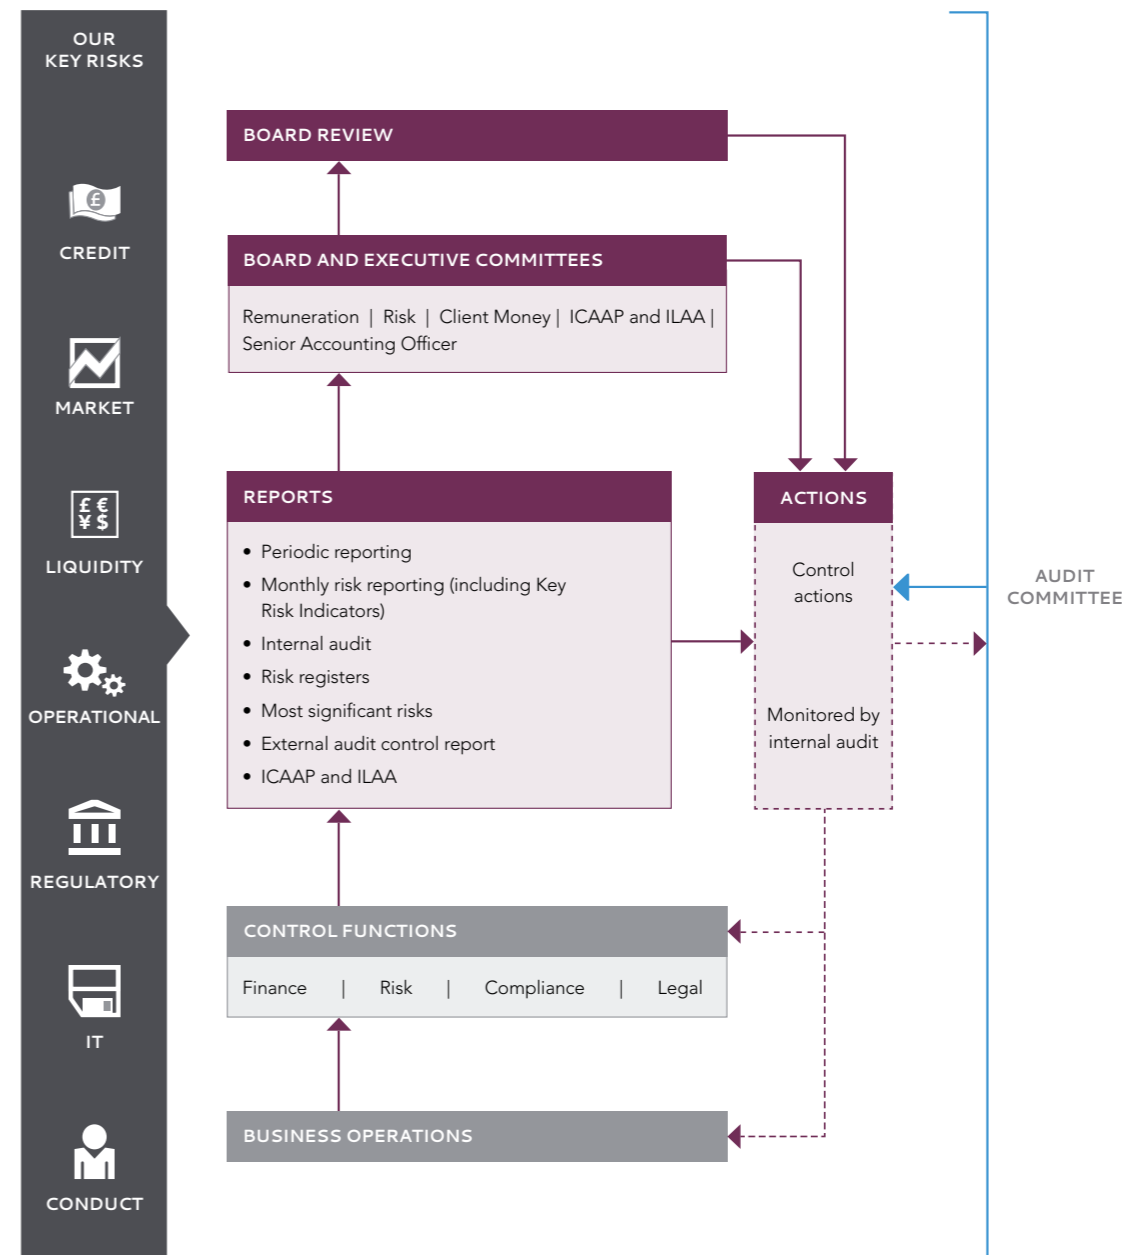 OUR
KEY RISKS
CREDIT
MARKET
£ €
¥ $
LIQUIDITY
OPERATIONAL
REGULATORY
IT
CONDUCT
BOARD REVIEW
BOARD AND EXECUTIVE COMMITTEES
Remuneration | Risk | Client Money | ICAAP and ILAA |
Senior Accounting Officer
REPORTS
• Periodic reporting
• Monthly risk reporting (including Key
Risk Indicators)
• Internal audit
• Risk registers
• Most significant risks
• External audit control report
• ICAAP and ILAA
ACTIONS
Control
actions
Monitored by
internal audit
AUDIT
COMMITTEE
CONTROL FUNCTIONS
Finance | Risk | Compliance | Legal
BUSINESS OPERATIONS
£